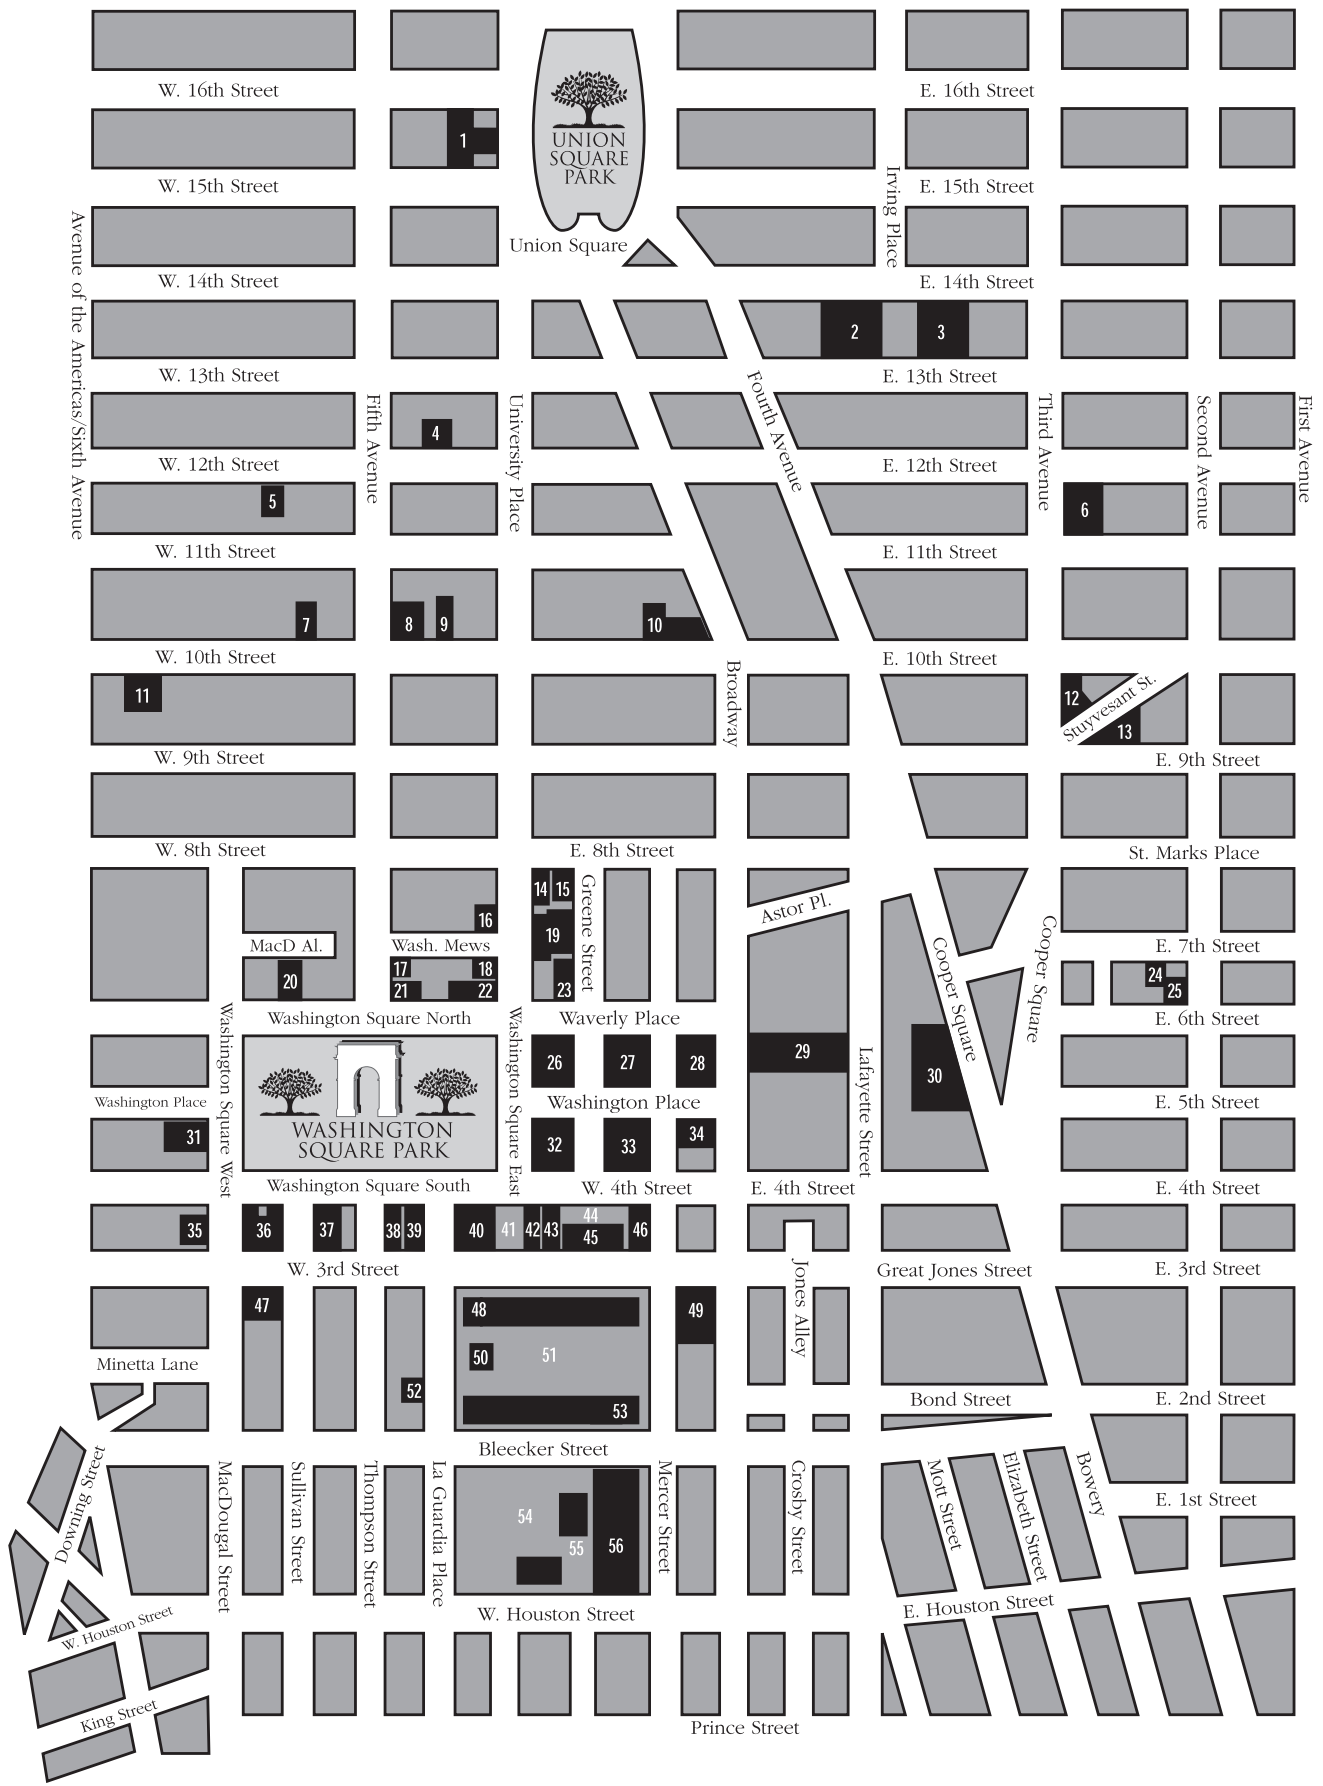 W. 16th Street
E. 16th Street
UNION
SQUARE
PARK
1
W. 15th Street
E. 15th Street
Irving Place
Union Square
W. 14th Street
E. 14th Street
Avenue of the Americas/Sixth Avenue
2
3
W. 13th Street
E. 13th Street
Fifth Avenue
University Place
Fourth Avenue
Third Avenue
Second Avenue
First Avenue
4
W. 12th Street
E. 12th Street
5
6
W. 11th Street
E. 11th Street
7
8
9
10
W. 10th Street
E. 10th Street
Broadway
11
12
Stuyvesant St.
13
W. 9th Street
E. 9th Street
W. 8th Street
E. 8th Street
St. Marks Place
14
15
Greene Street
Astor Pl.
16
MacD Al.
Wash. Mews
19
Cooper Square
Cooper Square
E. 7th Street
17
18
20
21
22
23
24
25
Washington Square North
Waverly Place
E. 6th Street
Washington Square West
Washington Square East
26
27
28
29
Lafayette Street
30
Washington Place
Washington Place
E. 5th Street
WASHINGTON
SQUARE PARK
31
32
33
34
Washington Square South
W. 4th Street
E. 4th Street
E. 4th Street
35
36
37
38
39
40
41
42
43
44
45
46
W. 3rd Street
Great Jones Street
E. 3rd Street
Jones Alley
47
48
49
50
51
Minetta Lane
52
53
Bond Street
E. 2nd Street
Bleecker Street
Downing Street
MacDougal Street
Sullivan Street
Thompson Street
La Guardia Place
Mercer Street
Crosby Street
Mott Street
Elizabeth Street
Bowery
E. 1st Street
54
55
56
W. Houston Street
W. Houston Street
E. Houston Street
King Street
Prince Street